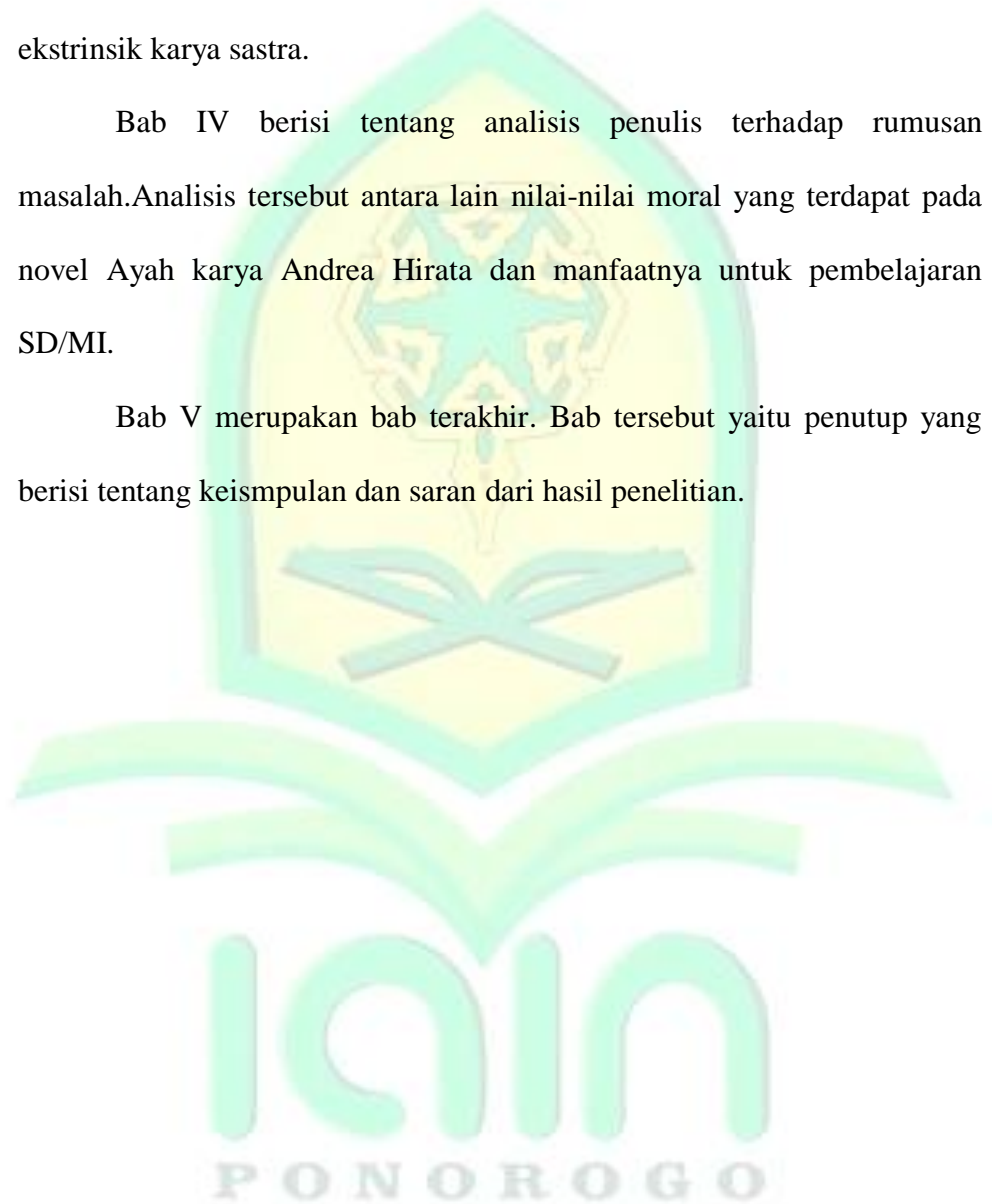 ekstrinsik karya sastra.
Bab IV berisi tentang analisis penulis terhadap rumusan
masalah.Analisis tersebut antara lain nilai-nilai moral yang terdapat pada
novel Ayah karya Andrea Hirata dan manfaatnya untuk pembelajaran
SD/MI.
Bab V merupakan bab terakhir. Bab tersebut yaitu penutup yang
berisi tentang keismpulan dan saran dari hasil penelitian.
iain
PONOROGO